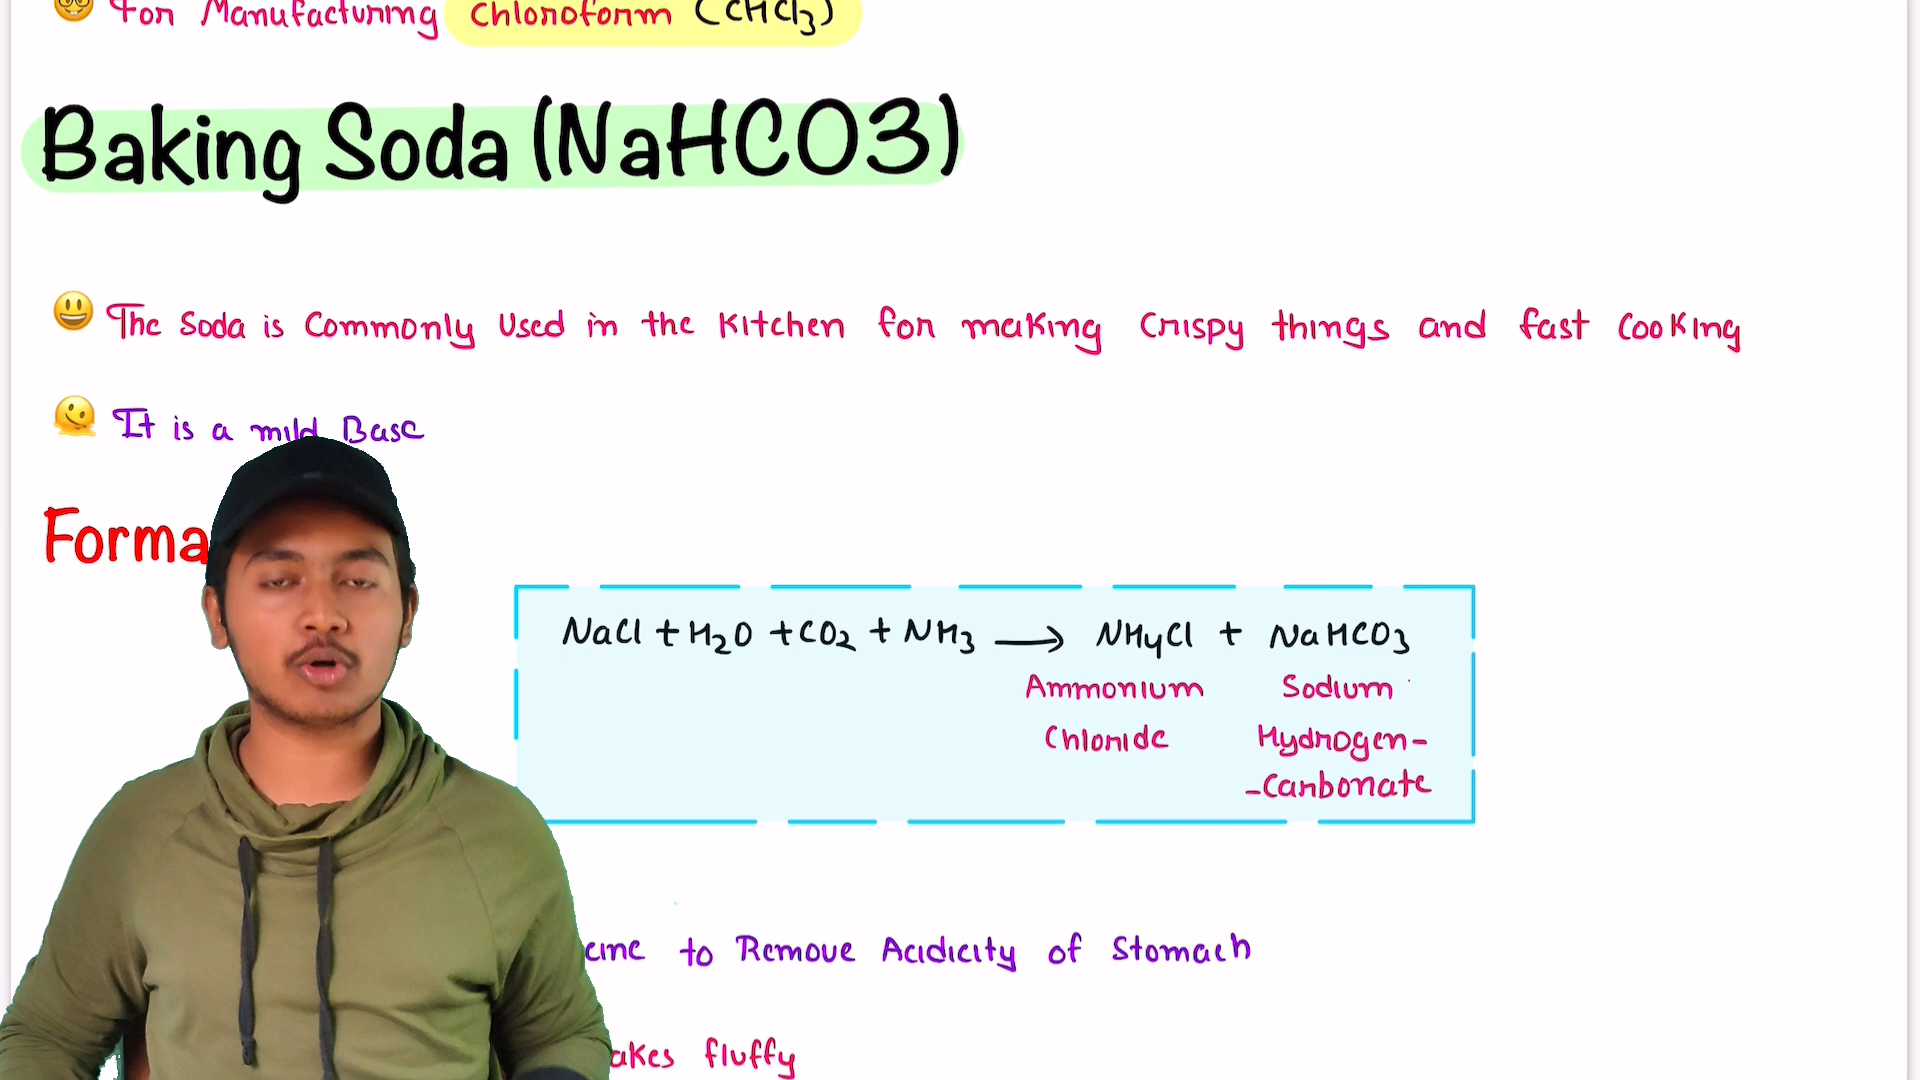 For Manufacturing Chloroform (CHCl3)
Baking Soda (NaHCO3)
The Soda is Commonly Used in the Kitchen for making Crispy things and fast Cooking
It is a mild Base
Forma
NaCl + H2O + CO2 + NH3 → NH4Cl + NaHCO3
Ammonium Sodium
Chloride Hydrogen-
-Carbonate
cine to Remove Acidicity of Stomach
akes fluffy